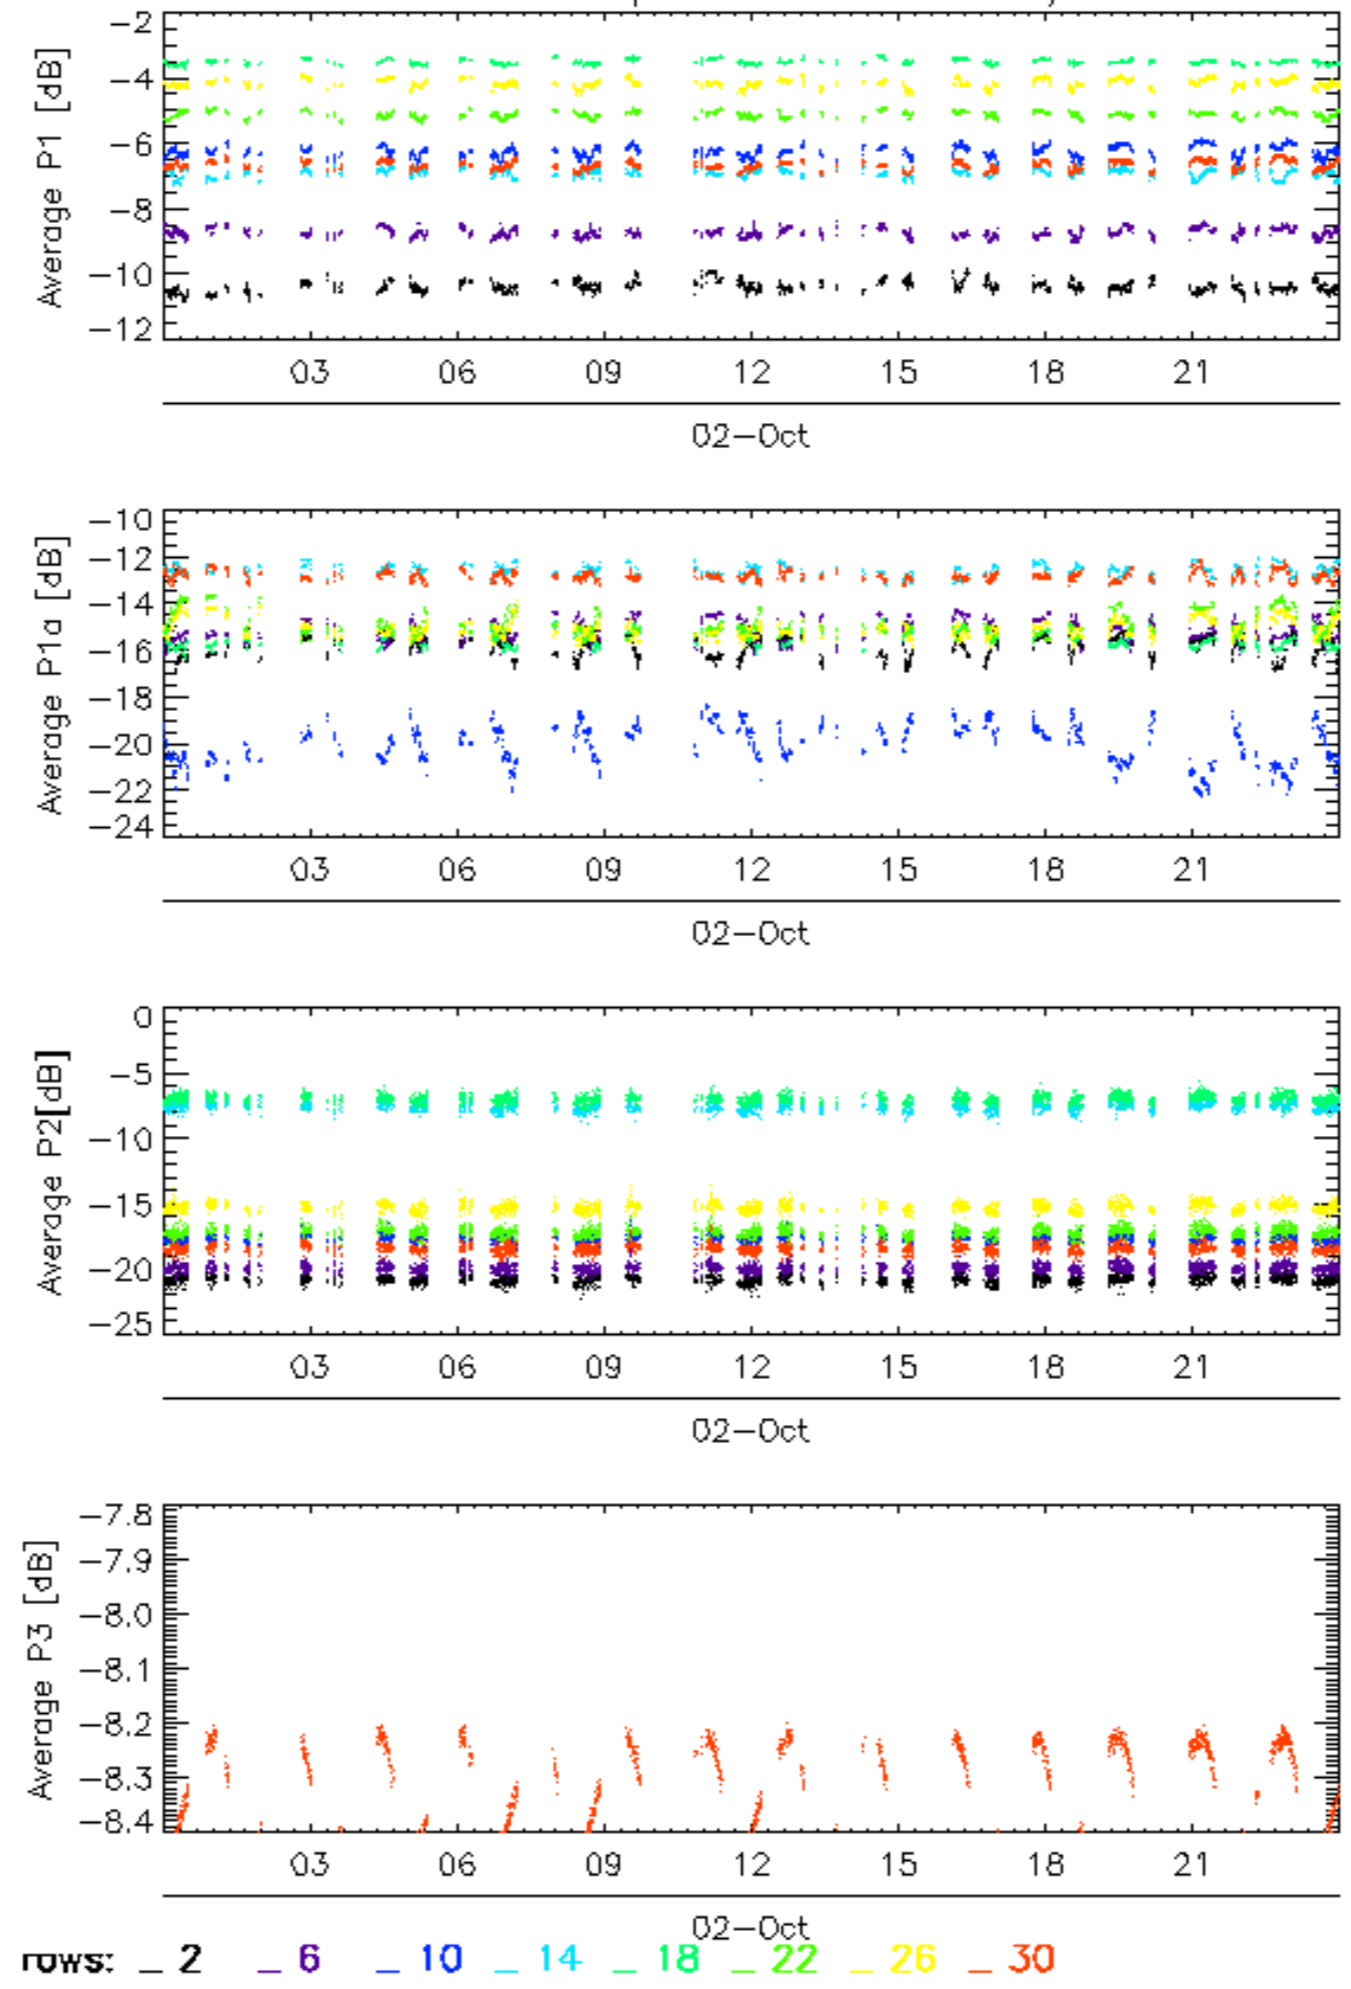 -2
-4
-6
-8
-10
-12
Average P1 [dB]
03 06 09 12 15 18 21
02-Oct
-10
-12
-14
-16
-18
-20
-22
-24
Average P1a [dB]
03 06 09 12 15 18 21
02-Oct
0
-5
-10
-15
-20
-25
Average P2[dB]
03 06 09 12 15 18 21
02-Oct
-7.8
-7.9
-8.0
-8.1
-8.2
-8.3
-8.4
Average P3 [dB]
03 06 09 12 15 18 21
02-Oct
rows: _ 2 _ 6 _ 10 _ 14 _ 18 _ 22 _ 26 _ 30